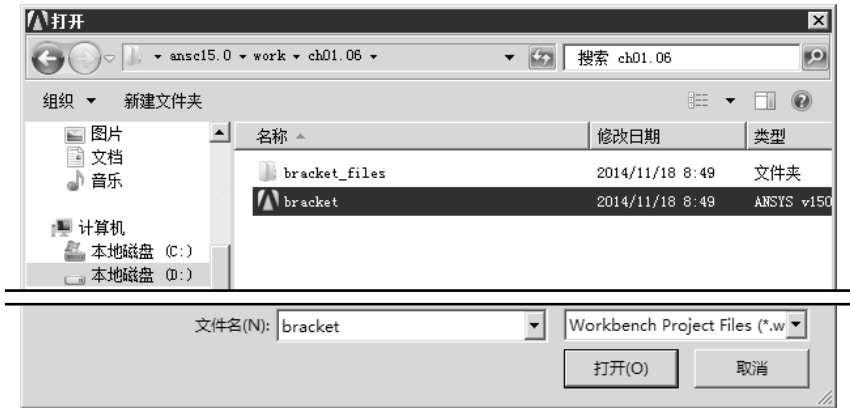 打开
ansc15.0 work ch01.06 搜索 ch01.06
组织 新建文件夹
图片
文档
音乐
计算机
本地磁盘 (C:)
本地磁盘 (D:)
名称 修改日期 类型
bracket_files 2014/11/18 8:49 文件夹
bracket 2014/11/18 8:49 ANSYS v150
文件名(N): bracket Workbench Project Files (*.w
打开(O) 取消